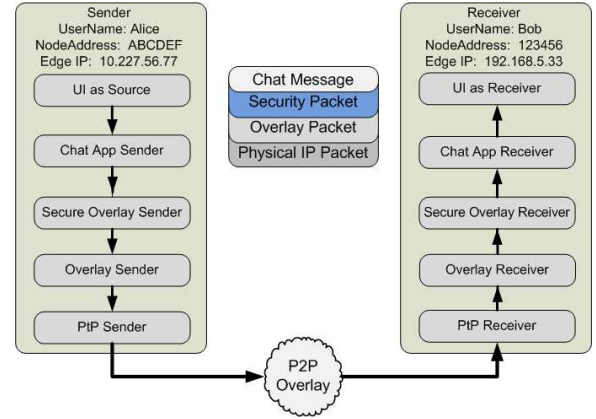 Sender
UserName: Alice
NodeAddress: ABCDEF
Edge IP: 10.227.56.77
UI as Source
Chat App Sender
Secure Overlay Sender
Overlay Sender
PtP Sender
Chat Message
Security Packet
Overlay Packet
Physical IP Packet
P2P
Overlay
Receiver
UserName: Bob
NodeAddress: 123456
Edge IP: 192.168.5.33
UI as Receiver
Chat App Receiver
Secure Overlay Receiver
Overlay Receiver
PtP Receiver